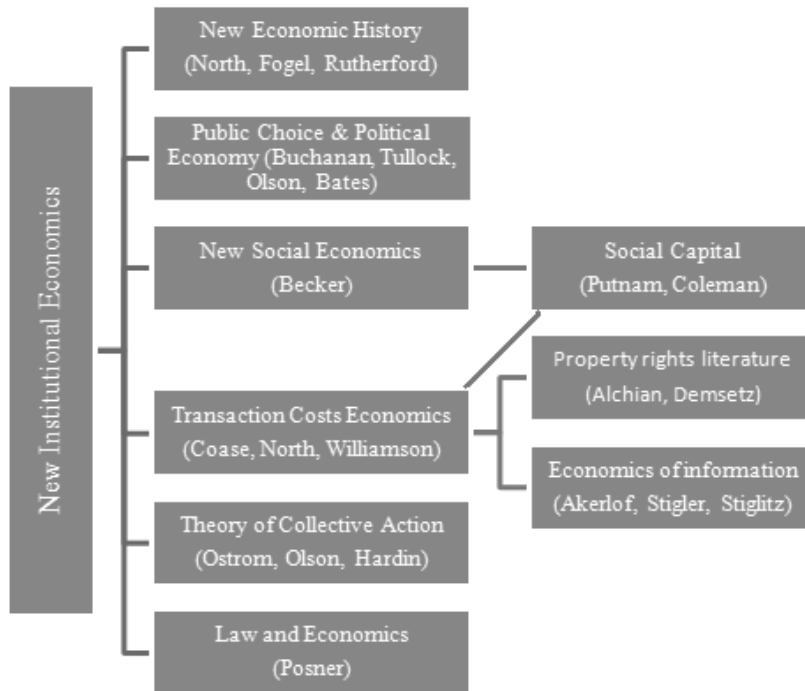 New Institutional Economics
New Economic History
(North, Fogel, Rutherford)
Public Choice & Political
Economy (Buchanan, Tullock,
Olson, Bates)
New Social Economics
(Becker)
Social Capital
(Putnam, Coleman)
Transaction Costs Economics
(Coase, North, Williamson)
Property rights literature
(Alchian, Demsetz)
Economics of information
(Akerlof, Stigler, Stiglitz)
Theory of Collective Action
(Ostrom, Olson, Hardin)
Law and Economics
(Posner)